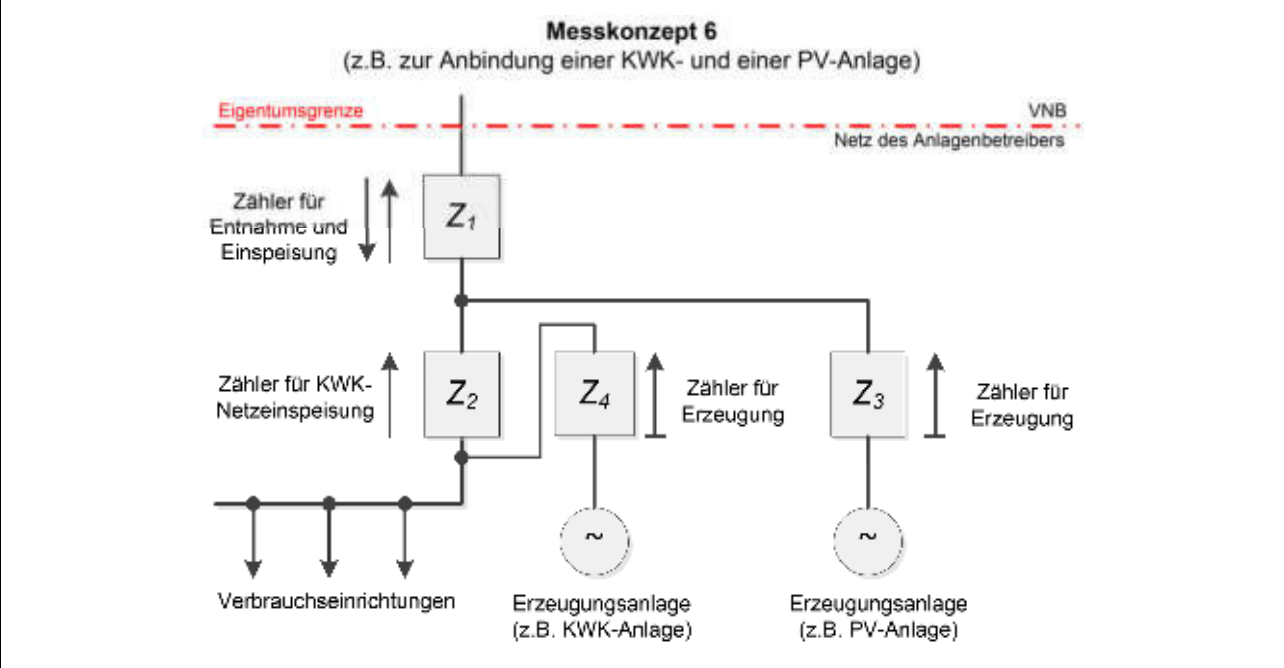 Messkonzept 6
(z.B. zur Anbindung einer KWK- und einer PV-Anlage)
Eigentumsgrenze
VNB
Netz des Anlagenbetreibers
Zähler für
Entnahme und
Einspeisung
Z1
Zähler für KWK-
Netzeinspeisung
Z2
Z4
Zähler für
Erzeugung
Z3
Zähler für
Erzeugung
~
~
Verbrauchseinrichtungen
Erzeugungsanlage
(z.B. KWK-Anlage)
Erzeugungsanlage
(z.B. PV-Anlage)